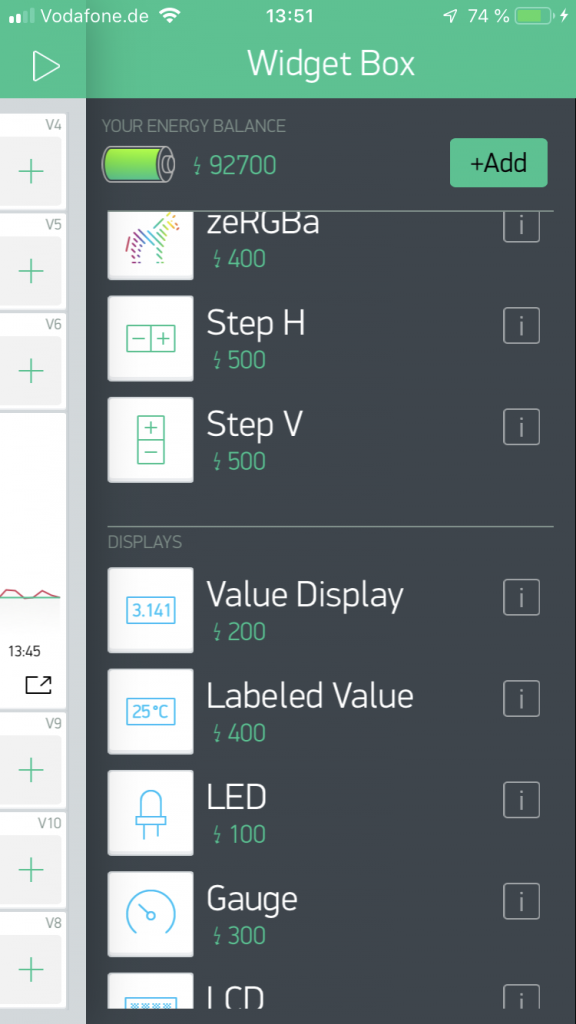 Vodafone.de 13:51 74 %
Widget Box
V4
YOUR ENERGY BALANCE
92700
+Add
V5
zeRGBa
400
V6
Step H
500
Step V
500
DISPLAYS
3.141
Value Display
200
13:45
25°C
Labeled Value
400
V9
LED
100
V10
Gauge
300
V8
LCD